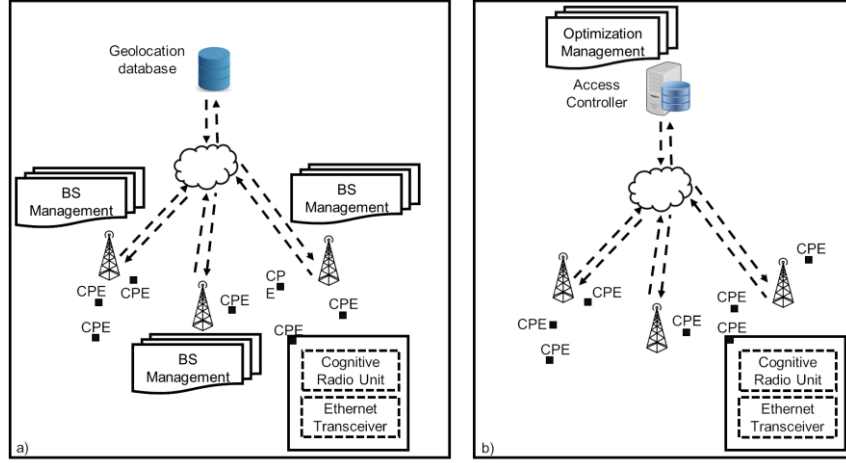 Geolocation
database
BS
Management
BS
Management
CPE
CPE
CPE
CPE
CP
E
CPE
CPE
BS
Management
Cognitive
Radio Unit
Ethernet
Transceiver
a)
Optimization
Management
Access
Controller
CPE
CPE
CPE
CPE
CPE
CPE
CPE
Cognitive
Radio Unit
Ethernet
Transceiver
b)